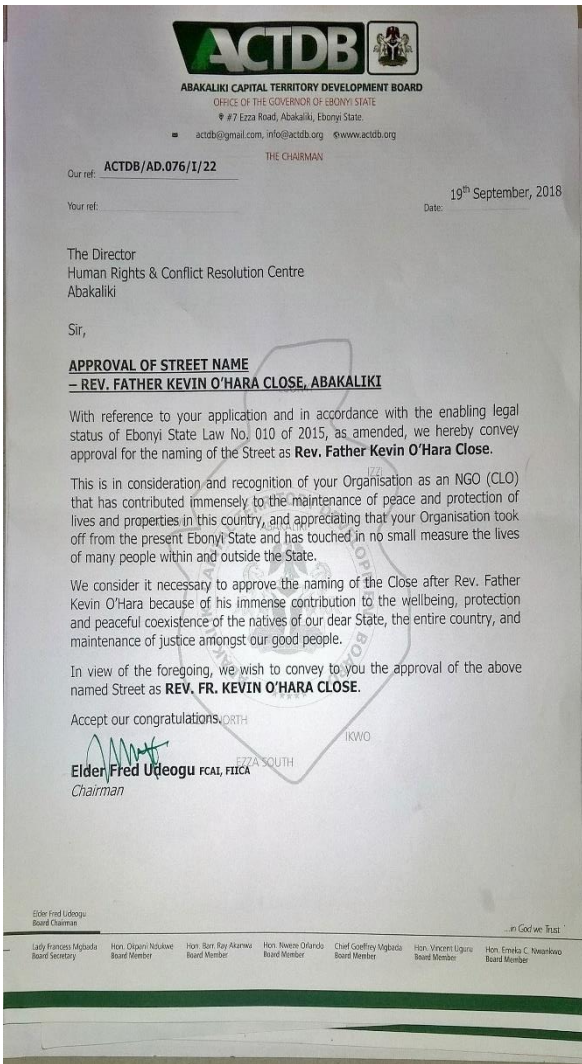 ACTDB
ABAKALIKI CAPITAL TERRITORY DEVELOPMENT BOARD
OFFICE OF THE GOVERNOR OF EBONYI STATE
#7 Ezza Road, Abakaliki, Ebonyi State.
actdb@gmail.com, info@actdb.org www.actdb.org
THE CHAIRMAN
Our ref: ACTDB/AD.076/I/22
Your ref:
Date: 19th September, 2018
The Director
Human Rights & Conflict Resolution Centre
Abakaliki
Sir,
APPROVAL OF STREET NAME
– REV. FATHER KEVIN O'HARA CLOSE, ABAKALIKI
With reference to your application and in accordance with the enabling legal
status of Ebonyi State Law No. 010 of 2015, as amended, we hereby convey
approval for the naming of the Street as Rev. Father Kevin O'Hara Close.
IZZI
This is in consideration and recognition of your Organisation as an NGO (CLO)
that has contributed immensely to the maintenance of peace and protection of
lives and properties in this country, and appreciating that your Organisation took
off from the present Ebonyi State and has touched in no small measure the lives
of many people within and outside the State.
We consider it necessary to approve the naming of the Close after Rev. Father
Kevin O'Hara because of his immense contribution to the wellbeing, protection
and peaceful coexistence of the natives of our dear State, the entire country, and
maintenance of justice amongst our good people.
In view of the foregoing, we wish to convey to you the approval of the above
named Street as REV. FR. KEVIN O'HARA CLOSE.
Accept our congratulations.
IKWO
EZZA SOUTH
Elder Fred Udeogu FCAI, FIICA
Chairman
Elder Fred Udeogu
Board Chairman
...in God we Trust
Lady Francess Mgbada
Board Secretary
Hon. Olipani Ndukwe
Board Member
Hon. Barr. Ray Akanwa
Board Member
Hon. Nweze Orlando
Board Member
Chief Goeffrey Mgbada
Board Member
Hon. Vincent Uguru
Board Member
Hon. Emeka C. Nwankwo
Board Member